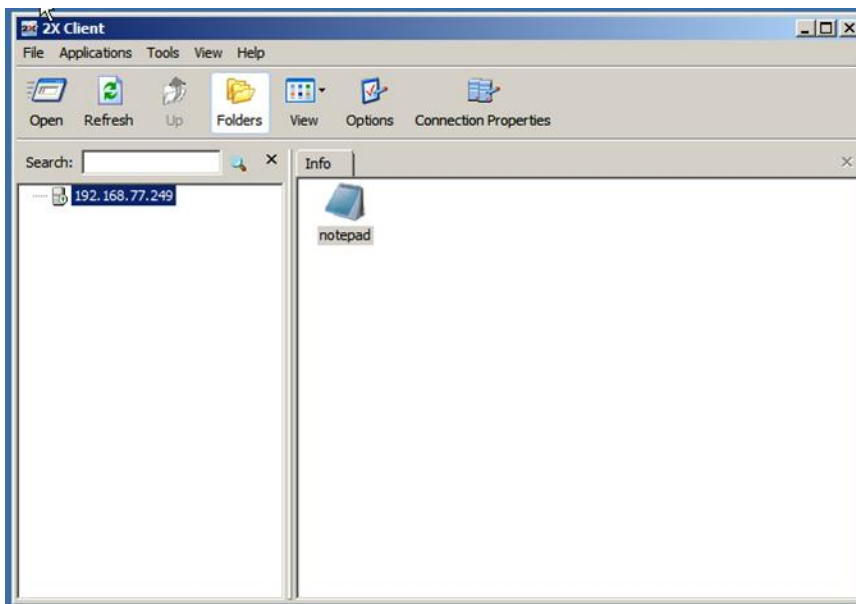 2X 2X Client
File Applications Tools View Help
Open Refresh Up Folders View Options Connection Properties
Search:
Info
192.168.77.249
notepad